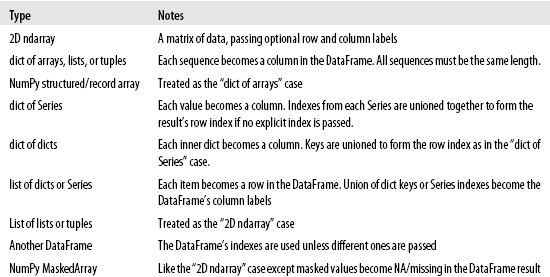 Type Notes
2D ndarray A matrix of data, passing optional row and column labels
dict of arrays, lists, or tuples Each sequence becomes a column in the DataFrame. All sequences must be the same length.
NumPy structured/record array Treated as the “dict of arrays” case
dict of Series Each value becomes a column. Indexes from each Series are unioned together to form the
result’s row index if no explicit index is passed.
dict of dicts Each inner dict becomes a column. Keys are unioned to form the row index as in the “dict of
Series” case.
list of dicts or Series Each item becomes a row in the DataFrame. Union of dict keys or Series indexes become the
DataFrame’s column labels
List of lists or tuples Treated as the “2D ndarray” case
Another DataFrame The DataFrame’s indexes are used unless different ones are passed
NumPy MaskedArray Like the “2D ndarray” case except masked values become NA/missing in the DataFrame result